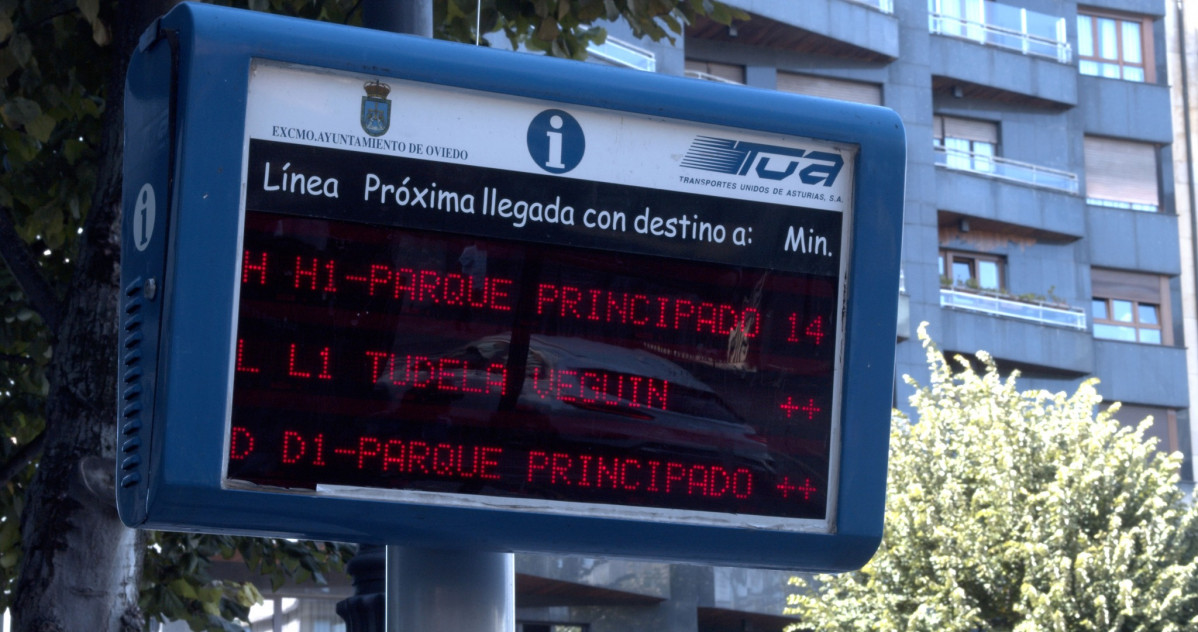 EXCMO.AYUNTAMIENTO DE OVIEDO
i
TUA
TRANSPORTES UNIDOS DE ASTURIAS, S.A.
i
Línea Próxima llegada con destino a: Min.
H H1-PARQUE PRINCIPADO 14
L L1 TUDELA VEGUIN ++
D D1-PARQUE PRINCIPADO ++